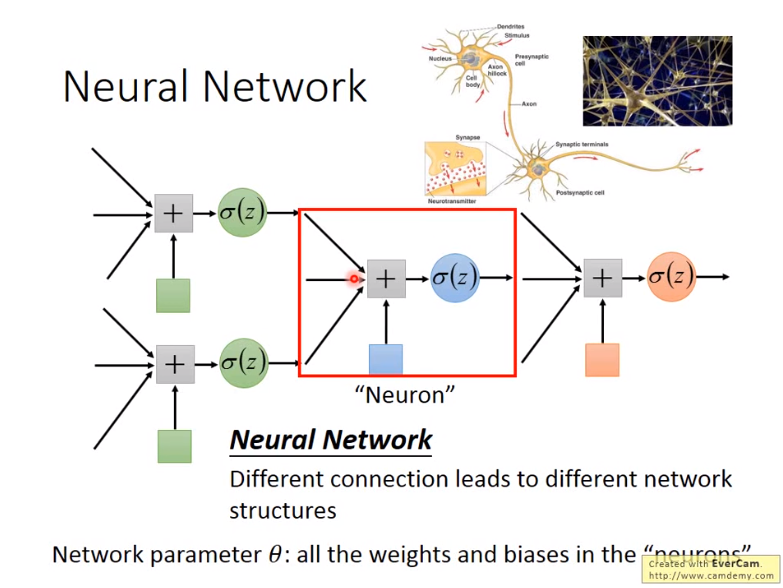 Neural Network
Dendrites
Stimulus
Nucleus
Presynaptic
cell
Axon
hillock
Cell
body
Axon
Synapse
Synaptic terminals
Neurotransmitter
Postsynaptic cell
+
σ(z)
+
σ(z)
+
σ(z)
+
σ(z)
“Neuron”
Neural Network
Different connection leads to different network
structures
Network parameter θ: all the weights and biases in the “neurons”
Created with EverCam.
http://www.camdemy.com